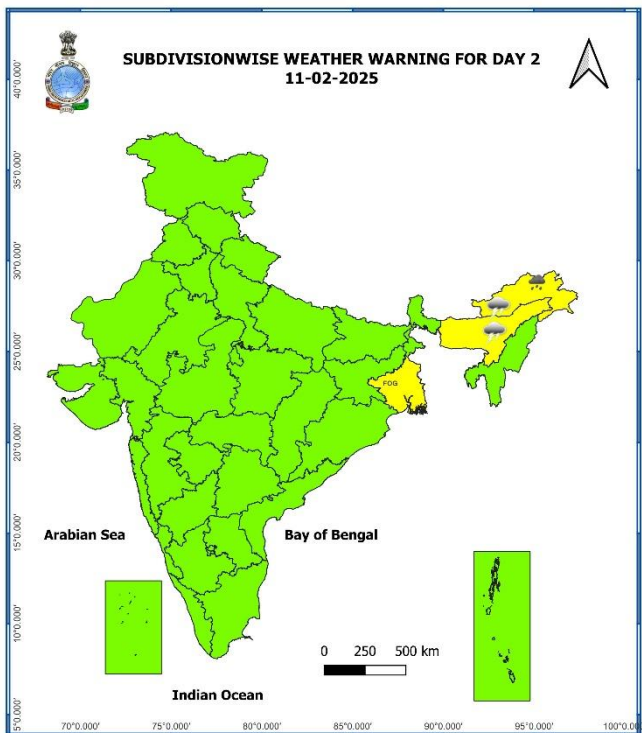 SUBDIVISIONWISE WEATHER WARNING FOR DAY 2
11-02-2025
40°0.000'
35°0.000'
30°0.000'
25°0.000'
20°0.000'
15°0.000'
10°0.000'
5°0.000'
FOG
Arabian Sea
Bay of Bengal
0 250 500 km
Indian Ocean
70°0.000' 75°0.000' 80°0.000' 85°0.000' 90°0.000' 95°0.000' 100°0.000'